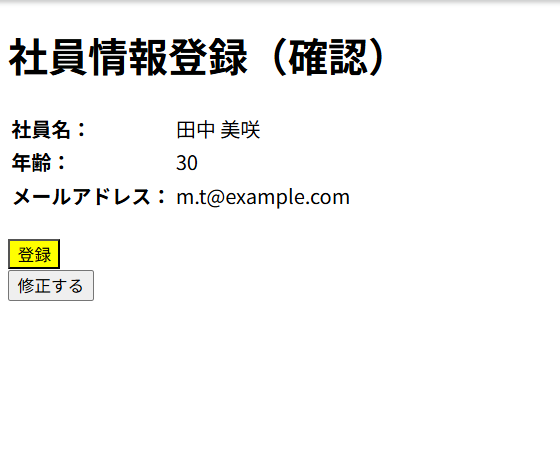 社員情報登録（確認）
社員名： 田中 美咲
年齢： 30
メールアドレス： m.t@example.com
登録
修正する